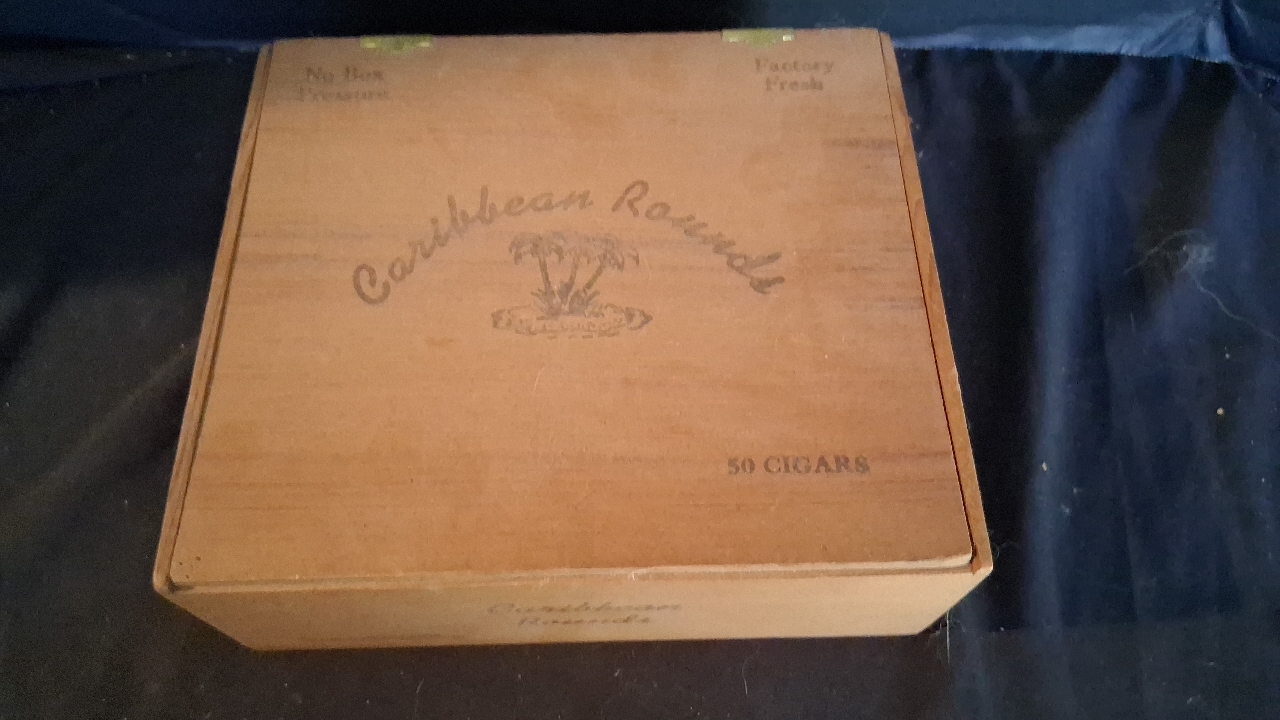 No Box
Pressure
Factory
Fresh
Caribbean Rounds
50 CIGARS
Caribbean
Rounds